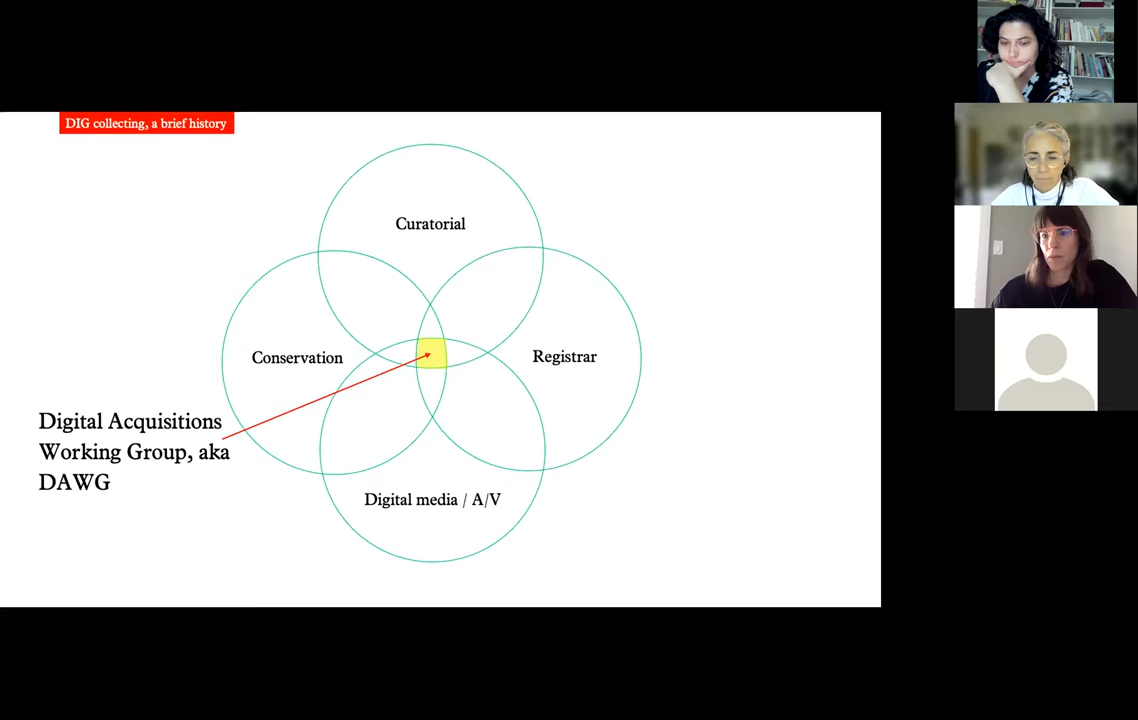 DIG collecting, a brief history
Curatorial
Conservation
Registrar
Digital Acquisitions
Working Group, aka
DAWG
Digital media / A/V